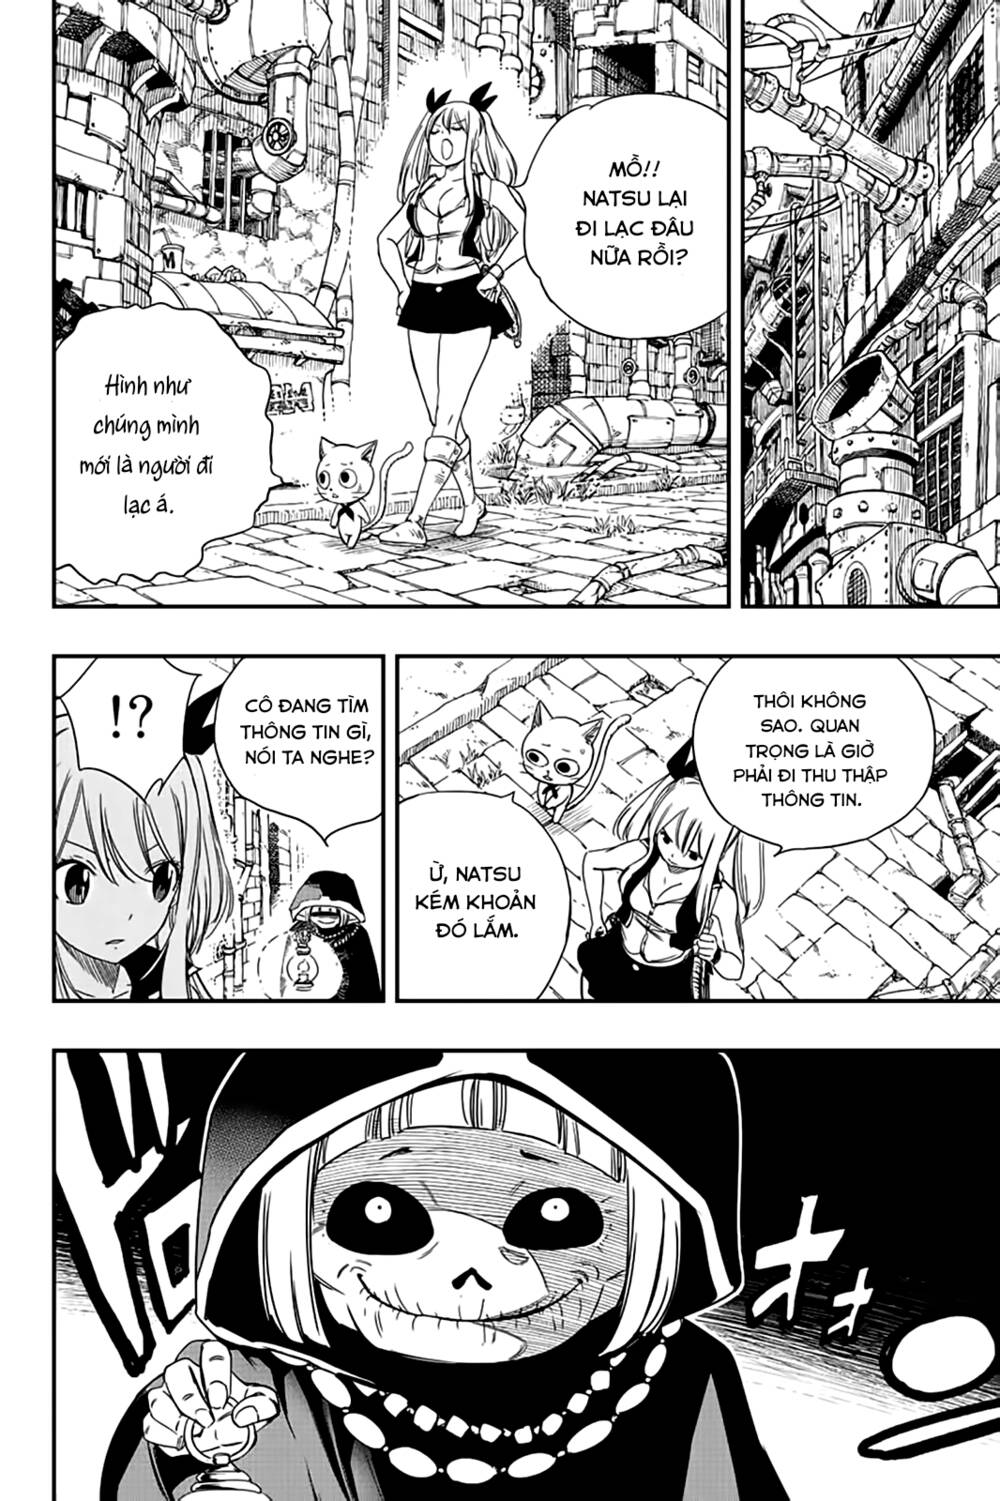 MỒ!!
NATSU LẠI
ĐI LẠC ĐÂU
NỮA RỒI?
M
Hình như
chúng mình
mới là người đi
lạc á.
THÔI KHÔNG
SAO. QUAN
TRỌNG LÀ GIỜ
PHẢI ĐI THU THẬP
THÔNG TIN.
Ừ, NATSU
KÉM KHOẢN
ĐÓ LẮM.
CÔ ĐANG TÌM
THÔNG TIN GÌ,
NÓI TA NGHE?
!?